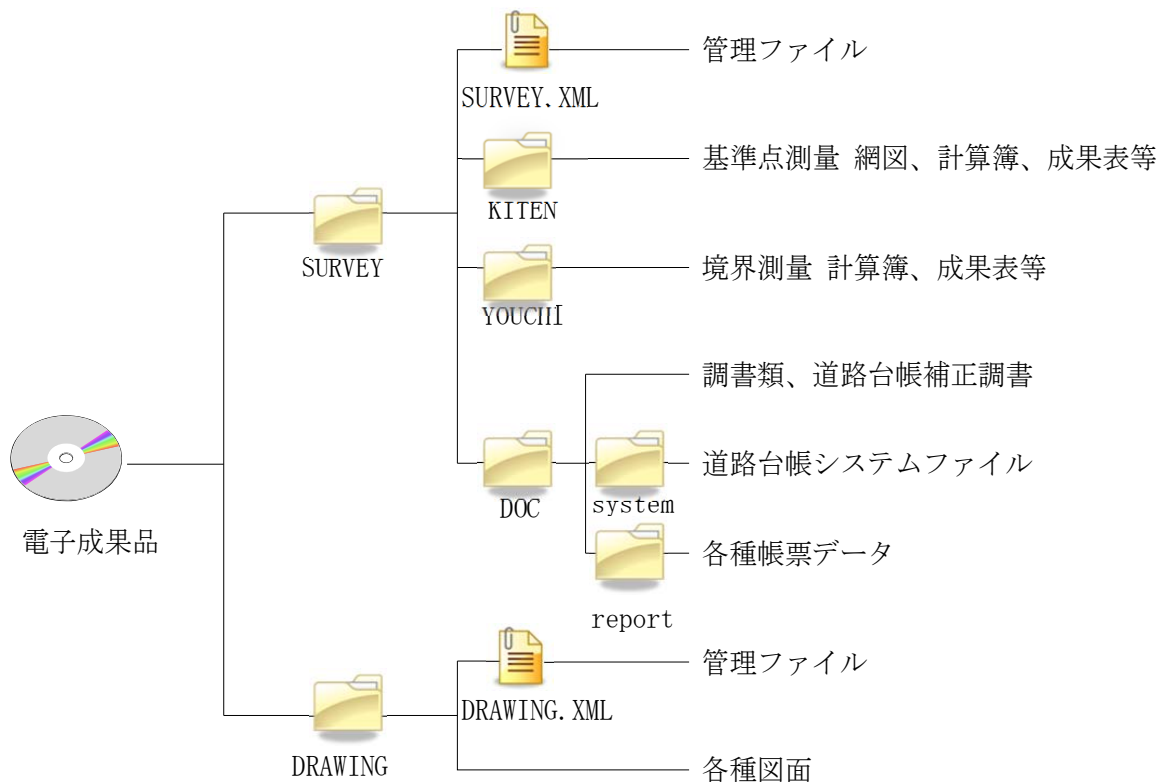 管理ファイル
SURVEY.XML
基準点測量 網図、計算簿、成果表等
KITEN
SURVEY
境界測量 計算簿、成果表等
YOUCHI
調書類、道路台帳補正調書
道路台帳システムファイル
DOC
system
電子成果品
各種帳票データ
report
管理ファイル
DRAWING.XML
DRAWING
各種図面